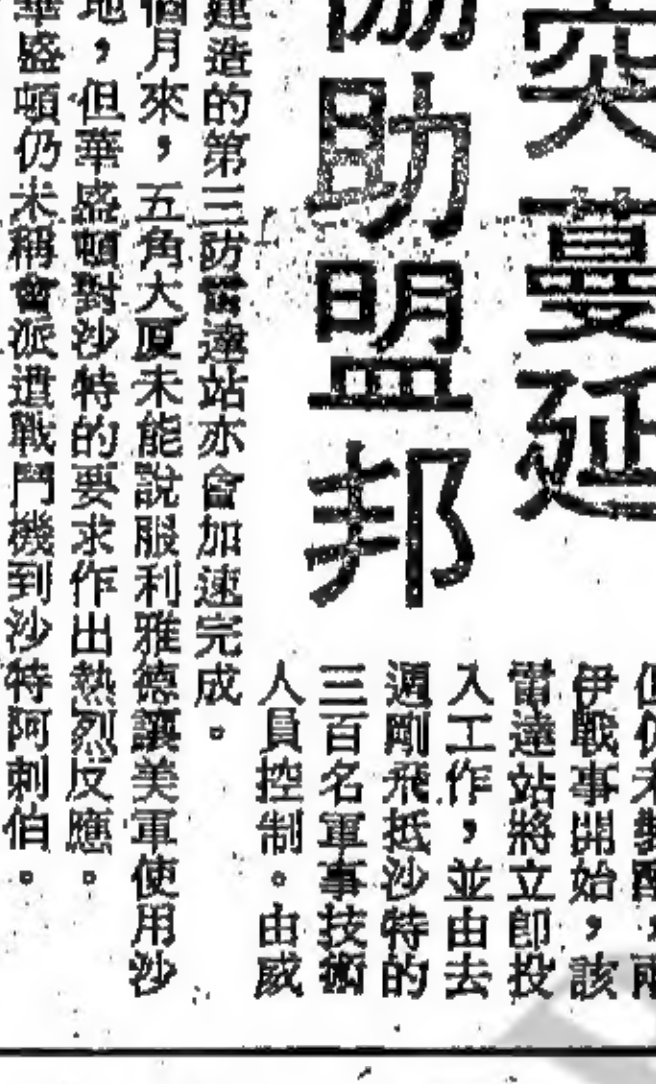 突蔓延
協助盟邦
伊戰事開始，該
雷達站將立即投
入工作，並由去
週剛飛抵沙特的
三百名軍事技術
人員控制。由威
建造的第三防雷達站亦會加速完成。
個月來，五角大厦未能說服利雅德讓美軍使用沙
地，但華盛頓對沙特的要求作出熱烈反應。
華盛頓仍未稱會派遣戰鬥機到沙特阿刺伯。